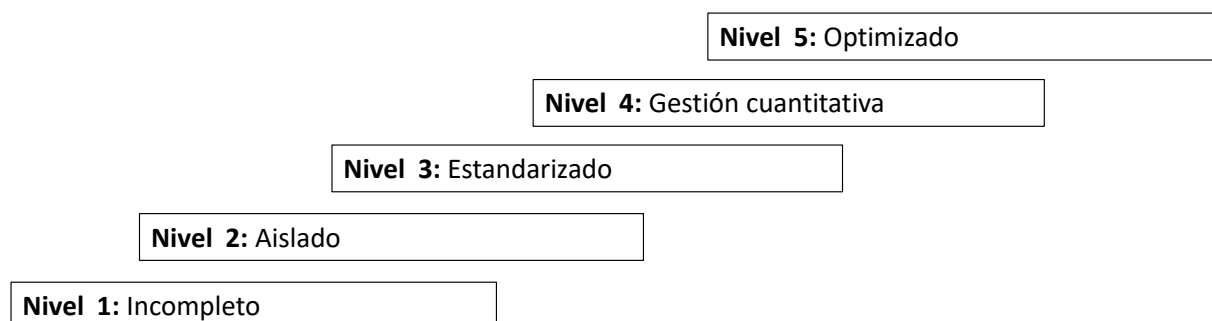 Nivel 5: Optimizado
Nivel 4: Gestión cuantitativa
Nivel 3: Estandarizado
Nivel 2: Aislado
Nivel 1: Incompleto